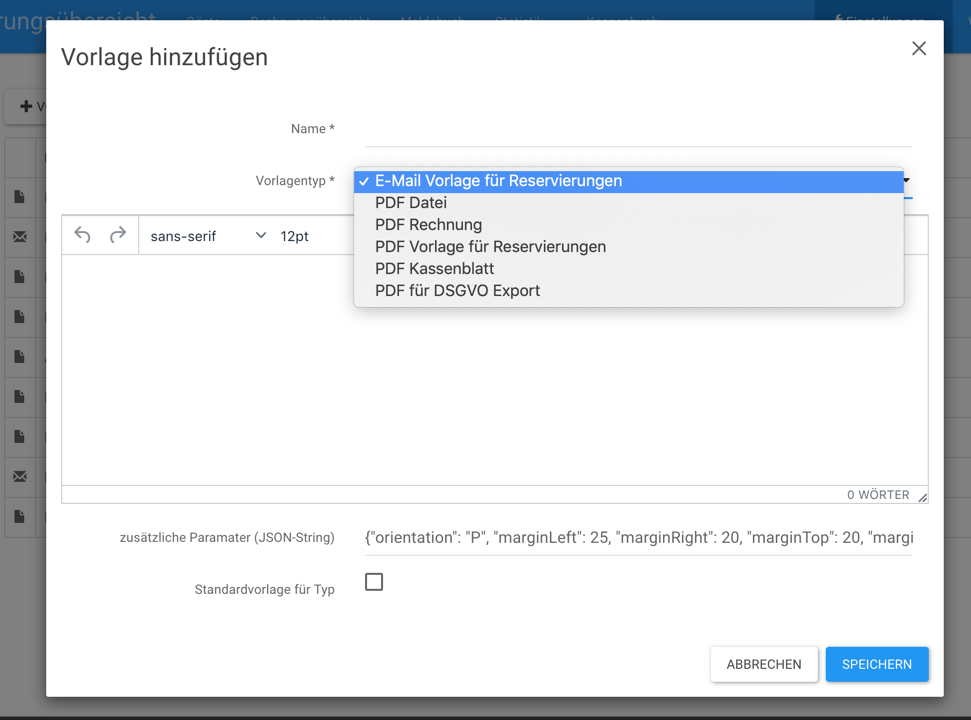 Vorlage hinzufügen
Name *
Vorlagentyp *
E-Mail Vorlage für Reservierungen
PDF Datei
PDF Rechnung
PDF Vorlage für Reservierungen
PDF Kassenblatt
PDF für DSGVO Export
sans-serif 12pt
0 WÖRTER
zusätzliche Paramater (JSON-String) {"orientation": "P", "marginLeft": 25, "marginRight": 20, "marginTop": 20, "margi
Standardvorlage für Typ
ABBRECHEN SPEICHERN